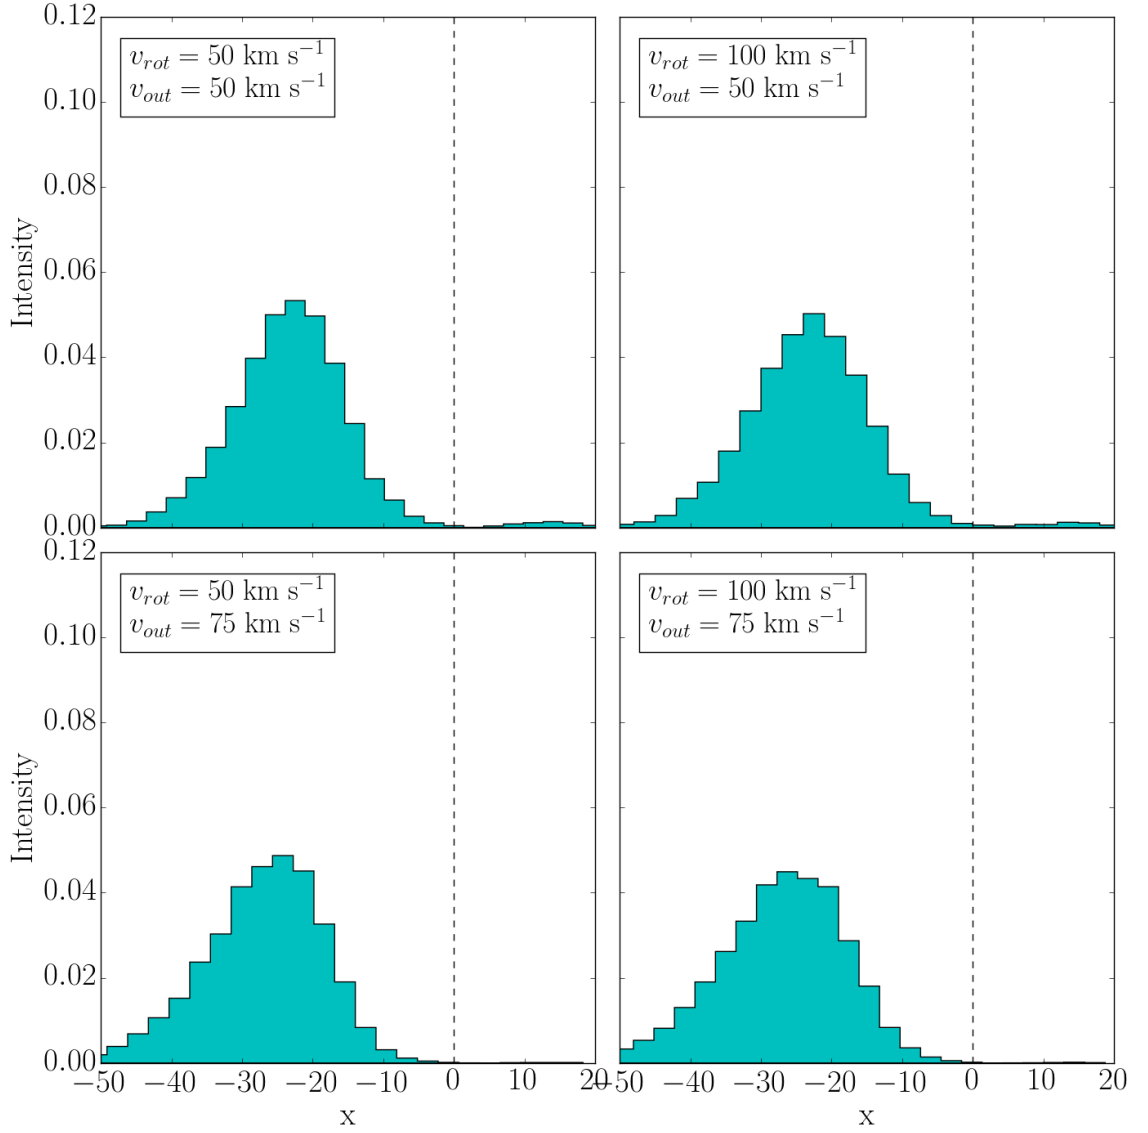 0.12
0.10
0.08
0.06
0.04
0.02
0.00
Intensity
v_rot = 50 km s⁻¹
v_out = 50 km s⁻¹
v_rot = 100 km s⁻¹
v_out = 50 km s⁻¹
0.12
0.10
0.08
0.06
0.04
0.02
0.00
Intensity
v_rot = 50 km s⁻¹
v_out = 75 km s⁻¹
v_rot = 100 km s⁻¹
v_out = 75 km s⁻¹
−50 −40 −30 −20 −10 0 10 20
x
−50 −40 −30 −20 −10 0 10 20
x